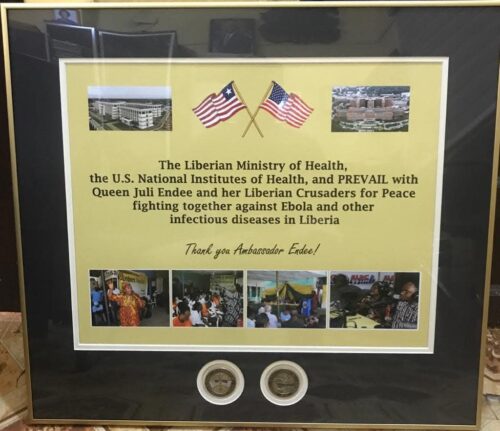 The Liberian Ministry of Health,
the U.S. National Institutes of Health, and PREVAIL with
Queen Juli Endee and her Liberian Crusaders for Peace
fighting together against Ebola and other
infectious diseases in Liberia
Thank you Ambassador Endee!